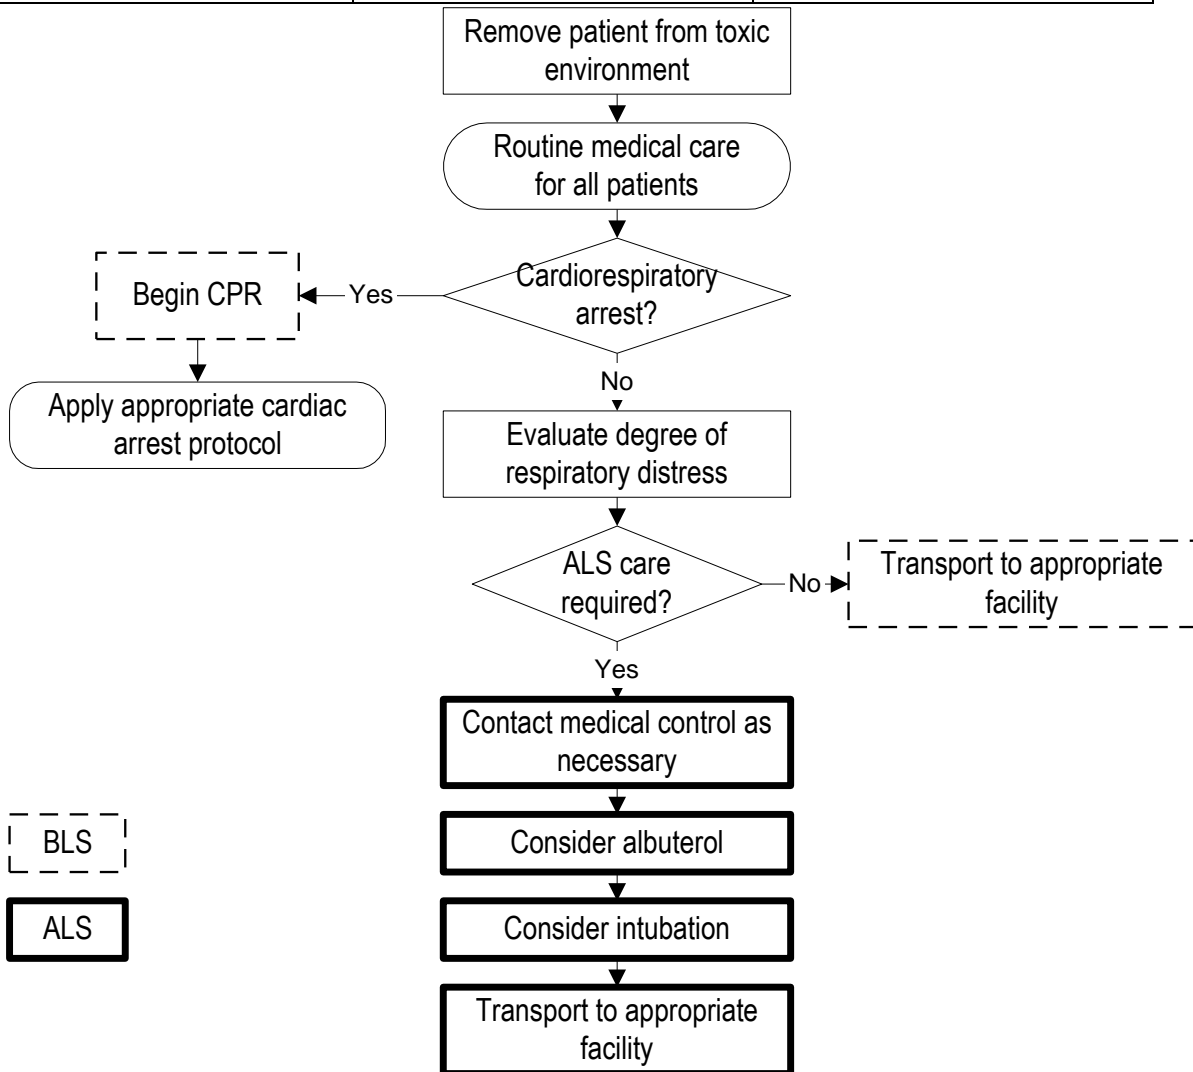 Remove patient from toxic
environment
Routine medical care
for all patients
Cardiorespiratory
arrest?
Yes
Begin CPR
Apply appropriate cardiac
arrest protocol
No
Evaluate degree of
respiratory distress
ALS care
required?
No
Transport to appropriate
facility
Yes
Contact medical control as
necessary
Consider albuterol
Consider intubation
Transport to appropriate
facility
BLS
ALS